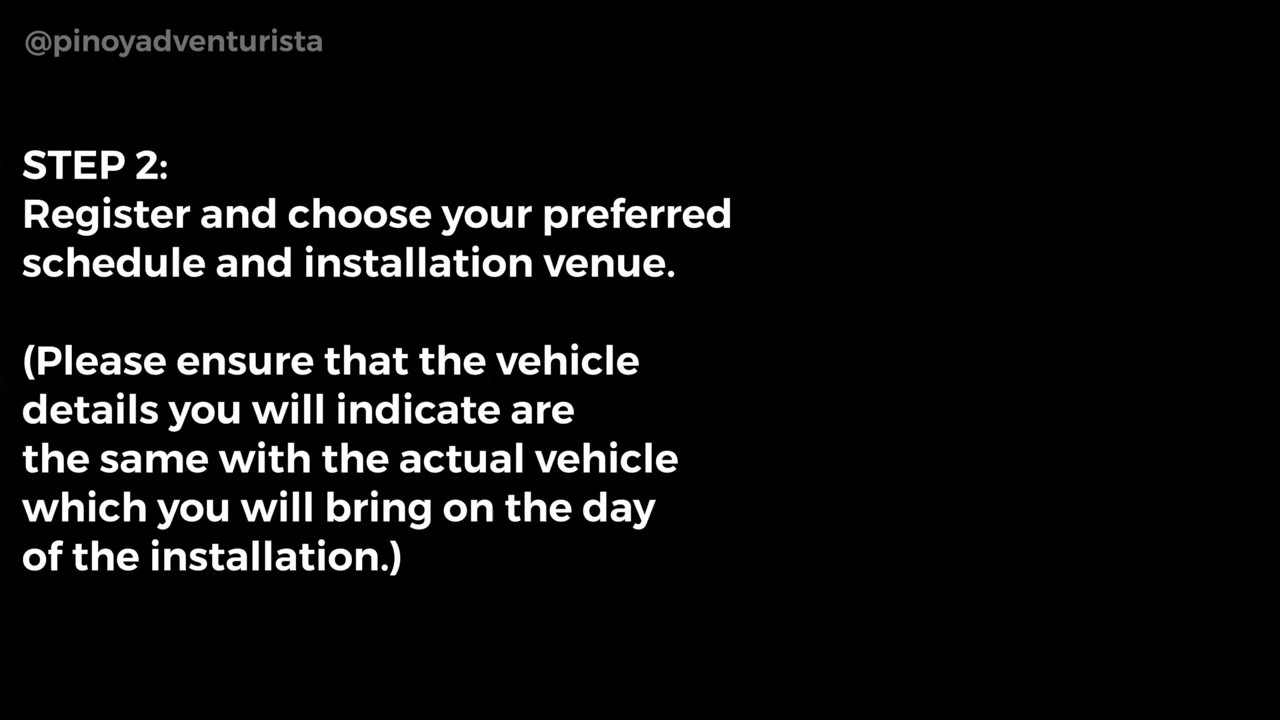 @pinoyadventurista
STEP 2:
Register and choose your preferred
schedule and installation venue.
(Please ensure that the vehicle
details you will indicate are
the same with the actual vehicle
which you will bring on the day
of the installation.)